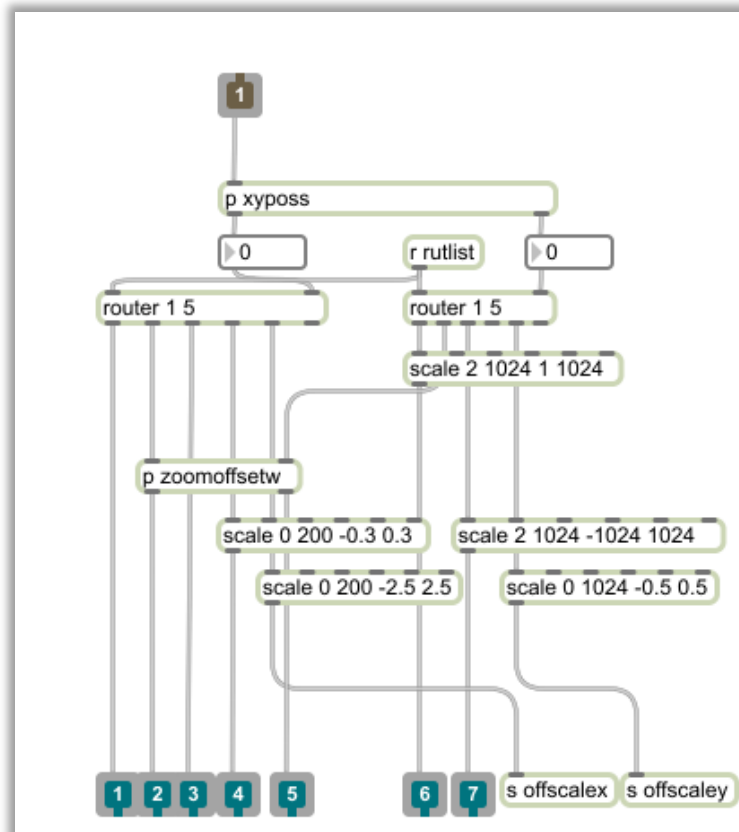 1
p xyposs
0
r rutlist
0
router 1 5
router 1 5
scale 2 1024 1 1024
p zoomoffsetw
scale 0 200 -0.3 0.3
scale 2 1024 -1024 1024
scale 0 200 -2.5 2.5
scale 0 1024 -0.5 0.5
1
2
3
4
5
6
7
s offscalex
s offscaley